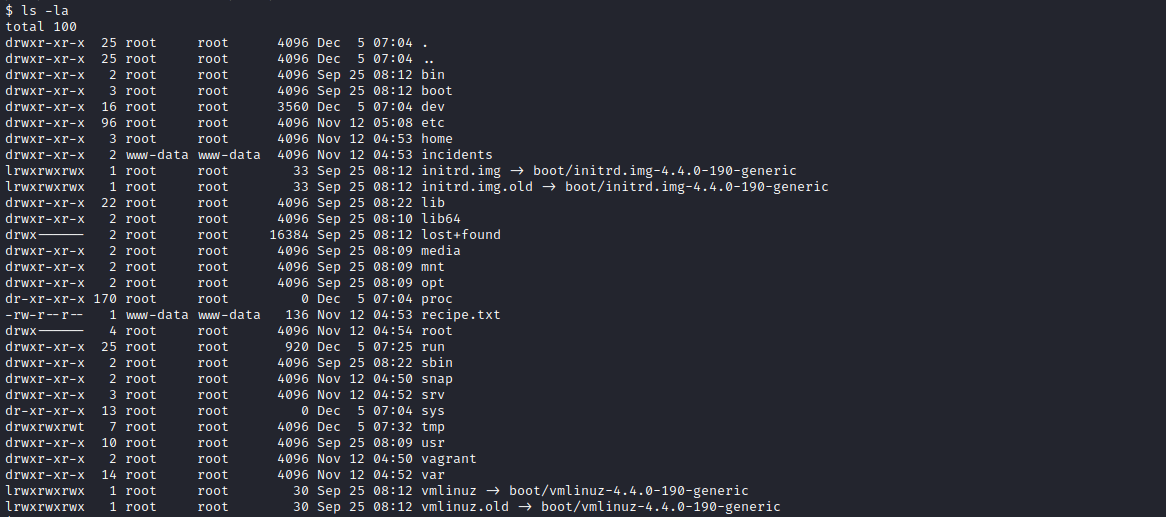 $ ls -la
total 100
drwxr-xr-x  25 root     root      4096 Dec  5 07:04 .
drwxr-xr-x  25 root     root      4096 Dec  5 07:04 ..
drwxr-xr-x   2 root     root      4096 Sep 25 08:12 bin
drwxr-xr-x   3 root     root      4096 Sep 25 08:12 boot
drwxr-xr-x  16 root     root      3560 Dec  5 07:04 dev
drwxr-xr-x  96 root     root      4096 Nov 12 05:08 etc
drwxr-xr-x   3 root     root      4096 Nov 12 04:53 home
drwxr-xr-x   2 www-data www-data  4096 Nov 12 04:53 incidents
lrwxrwxrwx   1 root     root        33 Sep 25 08:12 initrd.img -> boot/initrd.img-4.4.0-190-generic
lrwxrwxrwx   1 root     root        33 Sep 25 08:12 initrd.img.old -> boot/initrd.img-4.4.0-190-generic
drwxr-xr-x  22 root     root      4096 Sep 25 08:22 lib
drwxr-xr-x   2 root     root      4096 Sep 25 08:10 lib64
drwx------   2 root     root     16384 Sep 25 08:12 lost+found
drwxr-xr-x   2 root     root      4096 Sep 25 08:09 media
drwxr-xr-x   2 root     root      4096 Sep 25 08:09 mnt
drwxr-xr-x   2 root     root      4096 Sep 25 08:09 opt
dr-xr-xr-x 170 root     root         0 Dec  5 07:04 proc
-rw-r--r--   1 www-data www-data   136 Nov 12 04:53 recipe.txt
drwx------   4 root     root      4096 Nov 12 04:54 root
drwxr-xr-x  25 root     root       920 Dec  5 07:25 run
drwxr-xr-x   2 root     root      4096 Sep 25 08:22 sbin
drwxr-xr-x   2 root     root      4096 Nov 12 04:50 snap
drwxr-xr-x   3 root     root      4096 Nov 12 04:52 srv
dr-xr-xr-x  13 root     root         0 Dec  5 07:04 sys
drwxrwxrwt   7 root     root      4096 Dec  5 07:32 tmp
drwxr-xr-x  10 root     root      4096 Sep 25 08:09 usr
drwxr-xr-x   2 root     root      4096 Nov 12 04:50 vagrant
drwxr-xr-x  14 root     root      4096 Nov 12 04:52 var
lrwxrwxrwx   1 root     root        30 Sep 25 08:12 vmlinuz -> boot/vmlinuz-4.4.0-190-generic
lrwxrwxrwx   1 root     root        30 Sep 25 08:12 vmlinuz.old -> boot/vmlinuz-4.4.0-190-generic